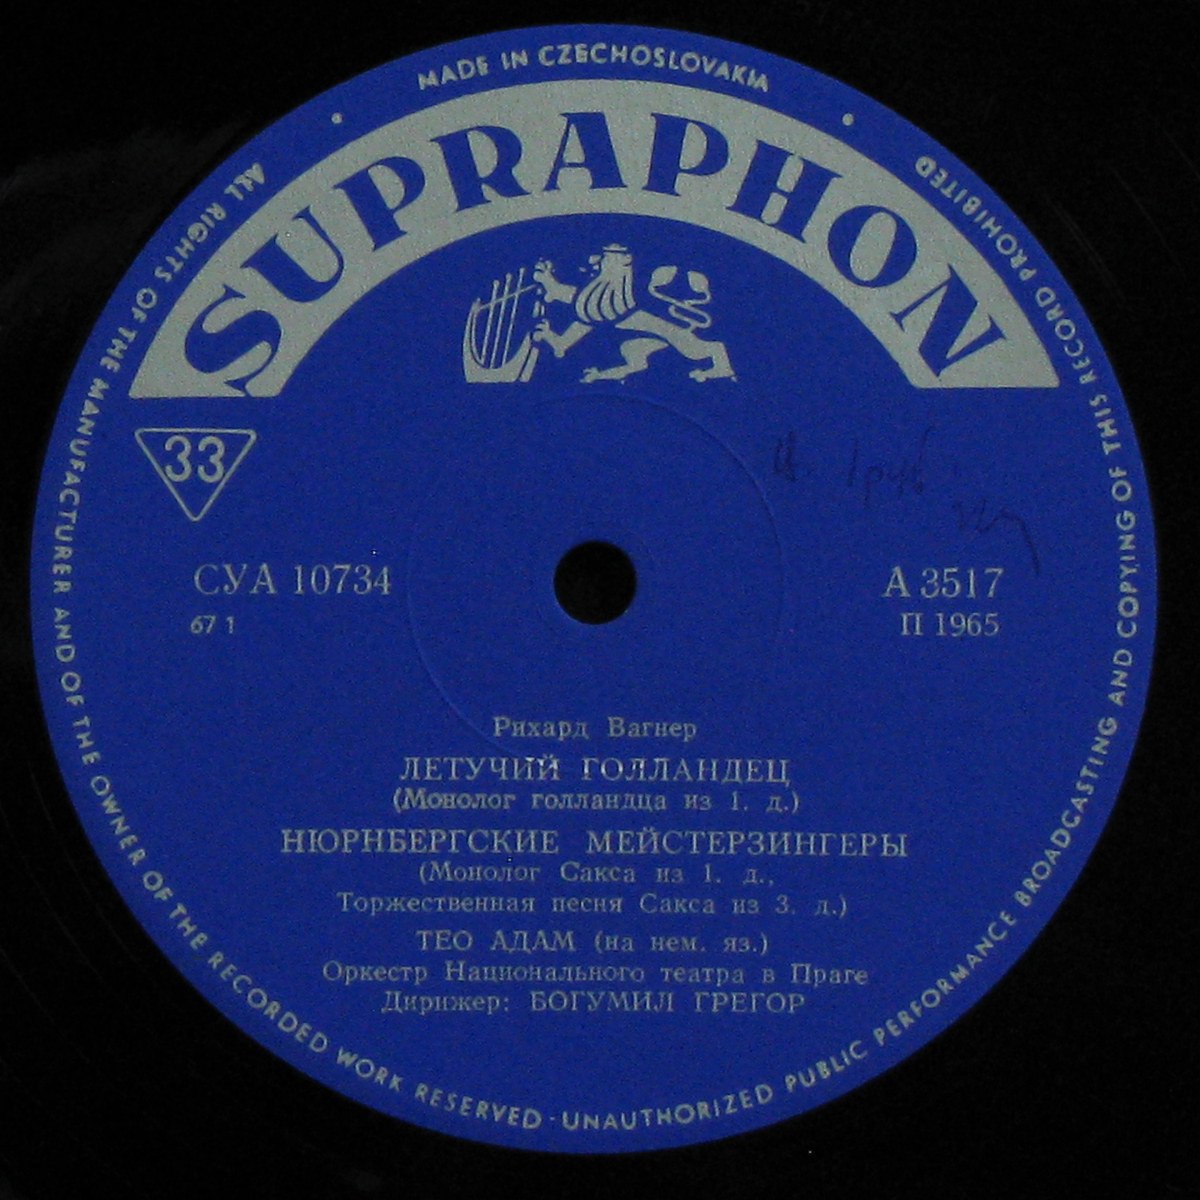 MADE IN CZECHOSLOVAKIA
SUPRAPHON
33
СУА 10734
А 3517
67 1
П 1965
Рихард Вагнер
ЛЕТУЧИЙ ГОЛЛАНДЕЦ
(Монолог голландца из 1. д.)
НЮРНБЕРГСКИЕ МЕЙСТЕРЗИНГЕРЫ
(Монолог Сакса из 1. д.,
Торжественная песня Сакса из 3. д.)
ТЕО АДАМ (на нем. яз.)
Оркестр Национального театра в Праге
Дирижер: БОГУМИЛ ГРЕГОР
ALL RIGHTS OF THE MANUFACTURER AND OF THE OWNER OF THE RECORDED WORK RESERVED - UNAUTHORIZED PUBLIC PERFORMANCE BROADCASTING AND COPYING OF THIS RECORD PROHIBITED